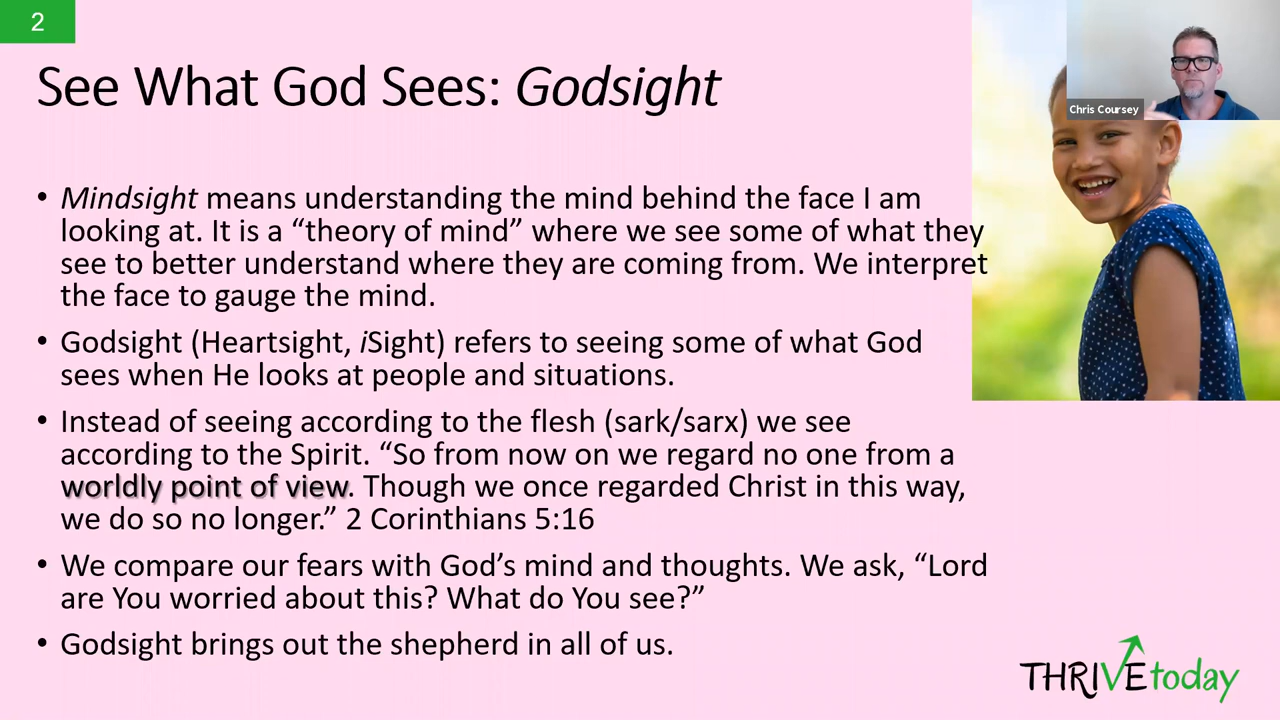 2
See What God Sees: Godsight
Chris Coursey
• Mindsight means understanding the mind behind the face I am
looking at. It is a “theory of mind” where we see some of what they
see to better understand where they are coming from. We interpret
the face to gauge the mind.
• Godsight (Heartsight, iSight) refers to seeing some of what God
sees when He looks at people and situations.
• Instead of seeing according to the flesh (sark/sarx) we see
according to the Spirit. “So from now on we regard no one from a
worldly point of view. Though we once regarded Christ in this way,
we do so no longer.” 2 Corinthians 5:16
• We compare our fears with God’s mind and thoughts. We ask, “Lord
are You worried about this? What do You see?”
• Godsight brings out the shepherd in all of us.
THRIVEtoday